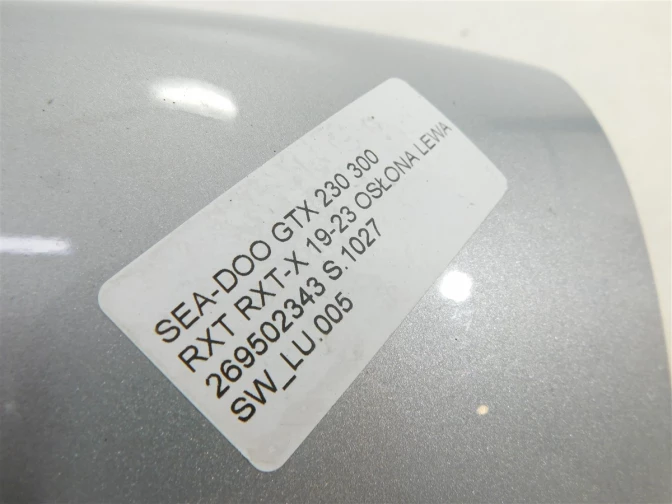 SEA-DOO GTX 230 300
RXT RXT-X 19-23 OSŁONA LEWA
269502343 S.1027
SW_LU.005